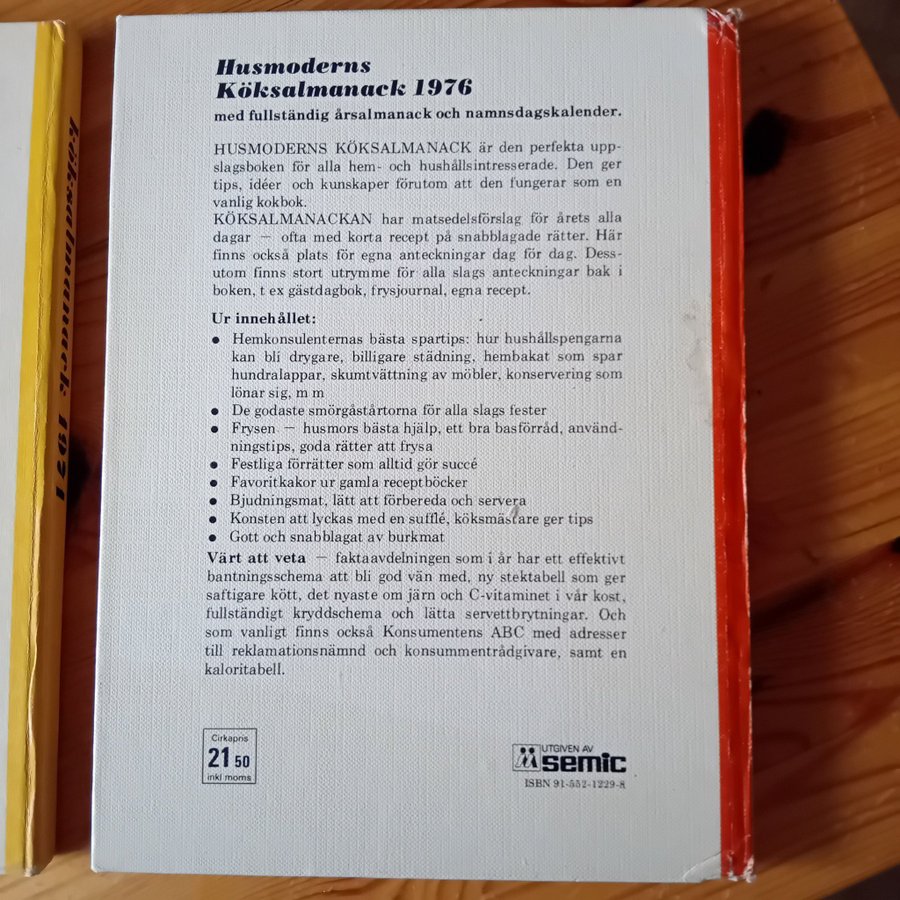 köksalmanack 1971
Husmoderns
Köksalmanack 1976
med fullständig årsalmanack och namnsdagskalender.
HUSMODERNS KÖKSALMANACK är den perfekta upp-
slagsboken för alla hem- och hushållsintresserade. Den ger
tips, idéer och kunskaper förutom att den fungerar som en
vanlig kokbok.
KÖKSALMANACKAN har matsedelsförslag för årets alla
dagar — ofta med korta recept på snabblagade rätter. Här
finns också plats för egna anteckningar dag för dag. Dess-
utom finns stort utrymme för alla slags anteckningar bak i
boken, t ex gästdagbok, frysjournal, egna recept.
Ur innehållet:
● Hemkonsulenternas bästa spartips: hur hushållspengarna
kan bli drygare, billigare städning, hembakat som spar
hundralappar, skumtvättning av möbler, konservering som
lönar sig, m m
● De godaste smörgåstårtorna för alla slags fester
● Frysen — husmors bästa hjälp, ett bra basförråd, använd-
ningstips, goda rätter att frysa
● Festliga förrätter som alltid gör succé
● Favoritkakor ur gamla receptböcker
● Bjudningsmat, lätt att förbereda och servera
● Konsten att lyckas med en sufflé, köksmästare ger tips
● Gott och snabblagat av burkmat
Värt att veta — faktaavdelningen som i år har ett effektivt
bantningsschema att bli god vän med, ny stektabell som ger
saftigare kött, det nyaste om järn och C-vitaminet i vår kost,
fullständigt kryddschema och lätta servettbrytningar. Och
som vanligt finns också Konsumentens ABC med adresser
till reklamationsnämnd och konsummentrådgivare, samt en
kaloritabell.
Cirkapris
21 50
inkl moms
UTGIVEN AV
semic
ISBN 91-552-1229-8